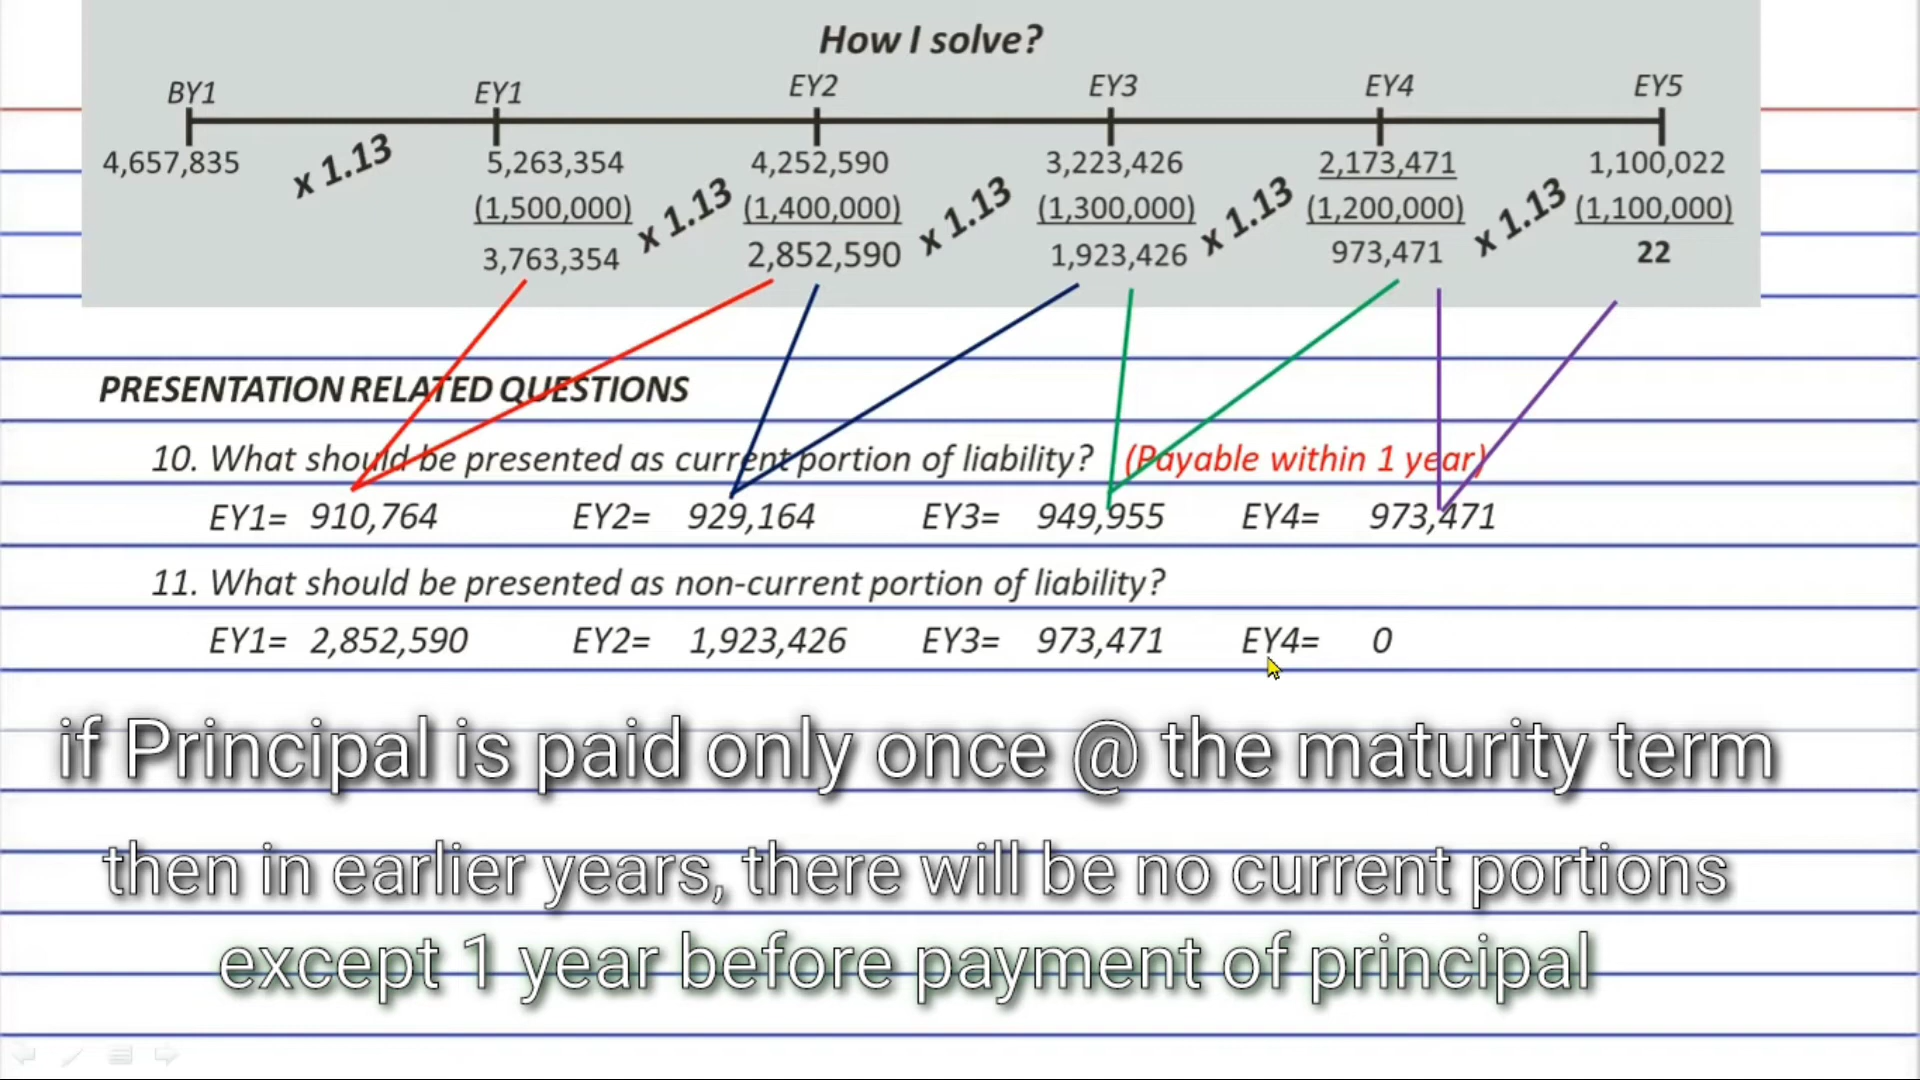 How I solve?
BY1 EY1 EY2 EY3 EY4 EY5
4,657,835 x 1.13 5,263,354 4,252,590 3,223,426 2,173,471 1,100,022
(1,500,000) x 1.13 (1,400,000) x 1.13 (1,300,000) x 1.13 (1,200,000) x 1.13 (1,100,000)
3,763,354 2,852,590 1,923,426 973,471 22
PRESENTATION RELATED QUESTIONS
10. What should be presented as current portion of liability? (Payable within 1 year)
EY1= 910,764 EY2= 929,164 EY3= 949,955 EY4= 973,471
11. What should be presented as non-current portion of liability?
EY1= 2,852,590 EY2= 1,923,426 EY3= 973,471 EY4= 0
if Principal is paid only once @ the maturity term
then in earlier years, there will be no current portions
except 1 year before payment of principal